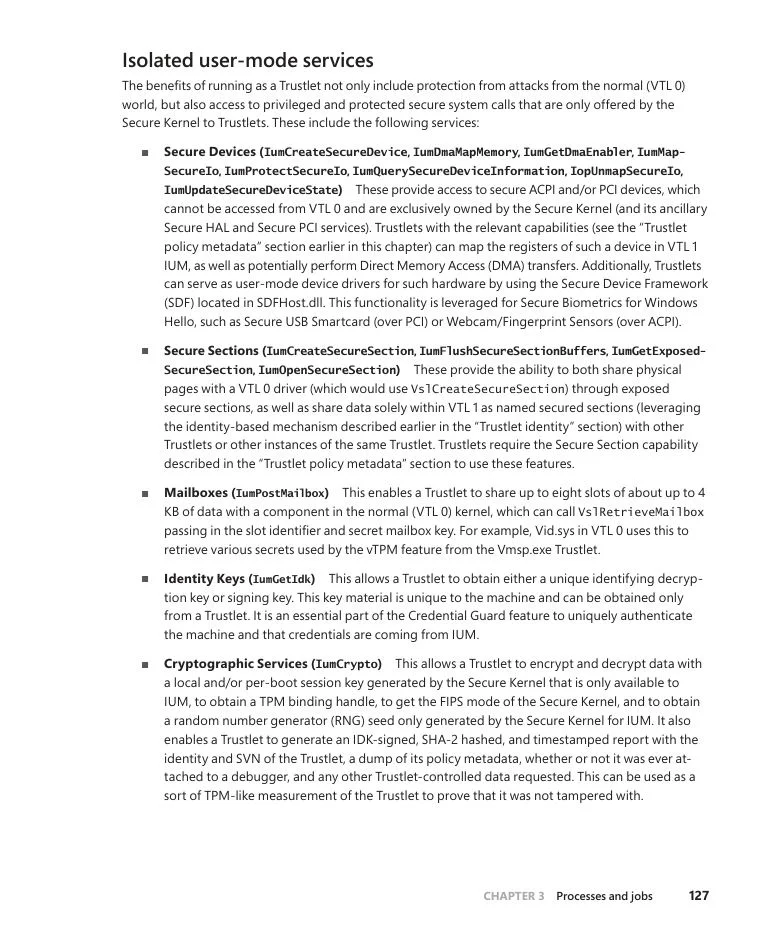 Isolated user-mode services
The benefits of running as a Trustlet not only include protection from attacks from the normal (VTL 0)
world, but also access to privileged and protected secure system calls that are only offered by the
Secure Kernel to Trustlets. These include the following services:
■ Secure Devices (IumCreateSecureDevice, IumDmaMapMemory, IumGetDmaEnabler, IumMap-
SecureIo, IumProtectSecureIo, IumQuerySecureDeviceInformation, IopUnmapSecureIo,
IumUpdateSecureDeviceState) These provide access to secure ACPI and/or PCI devices, which
cannot be accessed from VTL 0 and are exclusively owned by the Secure Kernel (and its ancillary
Secure HAL and Secure PCI services). Trustlets with the relevant capabilities (see the “Trustlet
policy metadata” section earlier in this chapter) can map the registers of such a device in VTL 1
IUM, as well as potentially perform Direct Memory Access (DMA) transfers. Additionally, Trustlets
can serve as user-mode device drivers for such hardware by using the Secure Device Framework
(SDF) located in SDFHost.dll. This functionality is leveraged for Secure Biometrics for Windows
Hello, such as Secure USB Smartcard (over PCI) or Webcam/Fingerprint Sensors (over ACPI).
■ Secure Sections (IumCreateSecureSection, IumFlushSecureSectionBuffers, IumGetExposed-
SecureSection, IumOpenSecureSection) These provide the ability to both share physical
pages with a VTL 0 driver (which would use VslCreateSecureSection) through exposed
secure sections, as well as share data solely within VTL 1 as named secured sections (leveraging
the identity-based mechanism described earlier in the “Trustlet identity” section) with other
Trustlets or other instances of the same Trustlet. Trustlets require the Secure Section capability
described in the “Trustlet policy metadata” section to use these features.
■ Mailboxes (IumPostMailbox) This enables a Trustlet to share up to eight slots of about up to 4
KB of data with a component in the normal (VTL 0) kernel, which can call VslRetrieveMailbox
passing in the slot identifier and secret mailbox key. For example, Vid.sys in VTL 0 uses this to
retrieve various secrets used by the vTPM feature from the Vmsp.exe Trustlet.
■ Identity Keys (IumGetIdk) This allows a Trustlet to obtain either a unique identifying decryp-
tion key or signing key. This key material is unique to the machine and can be obtained only
from a Trustlet. It is an essential part of the Credential Guard feature to uniquely authenticate
the machine and that credentials are coming from IUM.
■ Cryptographic Services (IumCrypto) This allows a Trustlet to encrypt and decrypt data with
a local and/or per-boot session key generated by the Secure Kernel that is only available to
IUM, to obtain a TPM binding handle, to get the FIPS mode of the Secure Kernel, and to obtain
a random number generator (RNG) seed only generated by the Secure Kernel for IUM. It also
enables a Trustlet to generate an IDK-signed, SHA-2 hashed, and timestamped report with the
identity and SVN of the Trustlet, a dump of its policy metadata, whether or not it was ever at-
tached to a debugger, and any other Trustlet-controlled data requested. This can be used as a
sort of TPM-like measurement of the Trustlet to prove that it was not tampered with.
CHAPTER 3 Processes and jobs 127